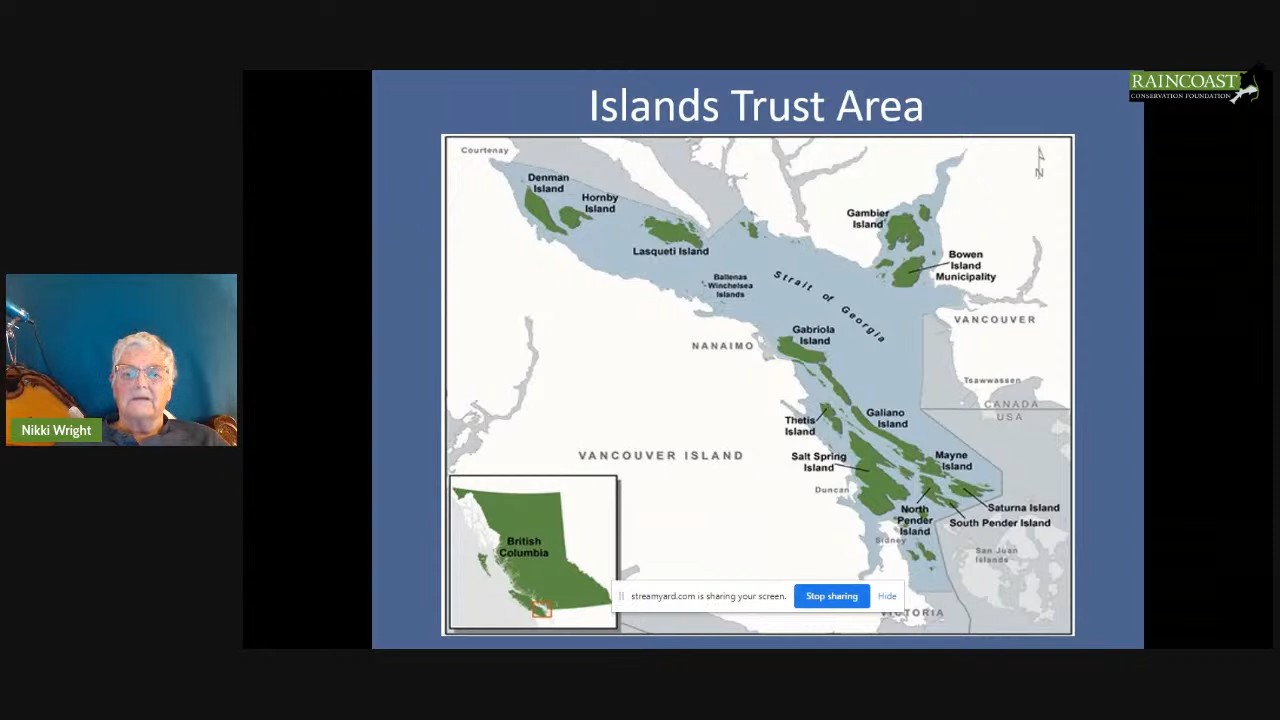 RAINCOAST
CONSERVATION FOUNDATION
Islands Trust Area
Courtenay
Denman
Island
Hornby
Island
Lasqueti Island
Ballenas
Winchelsea
Islands
Strait of Georgia
Gambier
Island
Bowen
Island
Municipality
N
VANCOUVER
NANAIMO
Gabriola
Island
Tsawwassen
CANADA
USA
Thetis
Island
Galiano
Island
VANCOUVER ISLAND
Salt Spring
Island
Mayne
Island
Duncan
North
Pender
Island
Saturna Island
South Pender Island
Sidney
San Juan
Islands
British
Columbia
VICTORIA
streamyard.com is sharing your screen.
Stop sharing
Hide
Nikki Wright